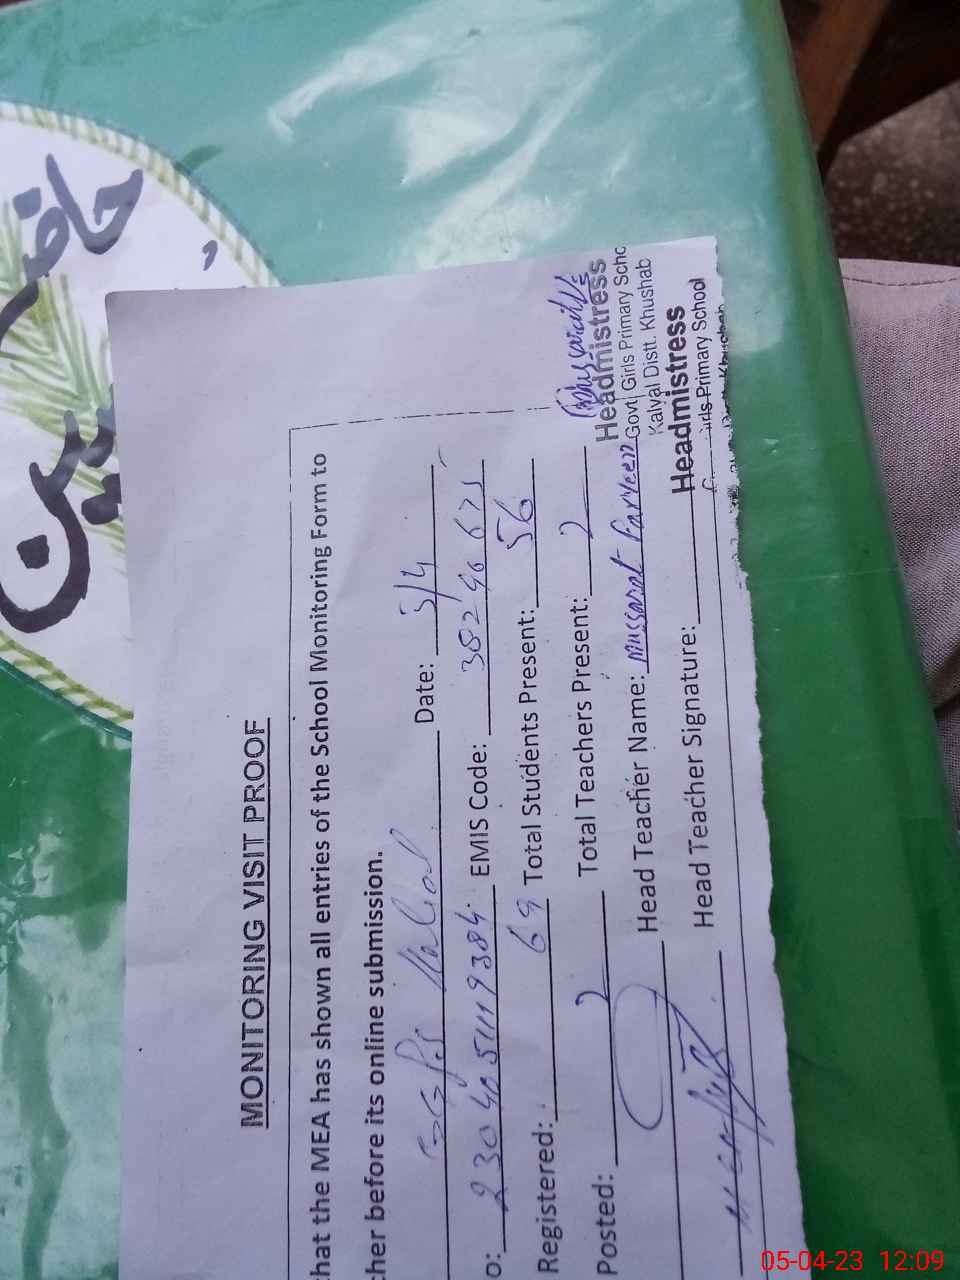 حاضر
MONITORING VISIT PROOF
hat the MEA has shown all entries of the School Monitoring Form to
cher before its online submission.
Date: 5/4
o: 2304051119384 EMIS Code: 38296675
Registered: 69 Total Students Present: 56
Posted: 2 Total Teachers Present: 2
Head Teacher Name: Mussarat Parveen
Head Teacher Signature:
Headmistress
Govt Girls Primary Scho
Kalyal Distt. Khushab
Headmistress
irls Primary School
05-04-23 12:09